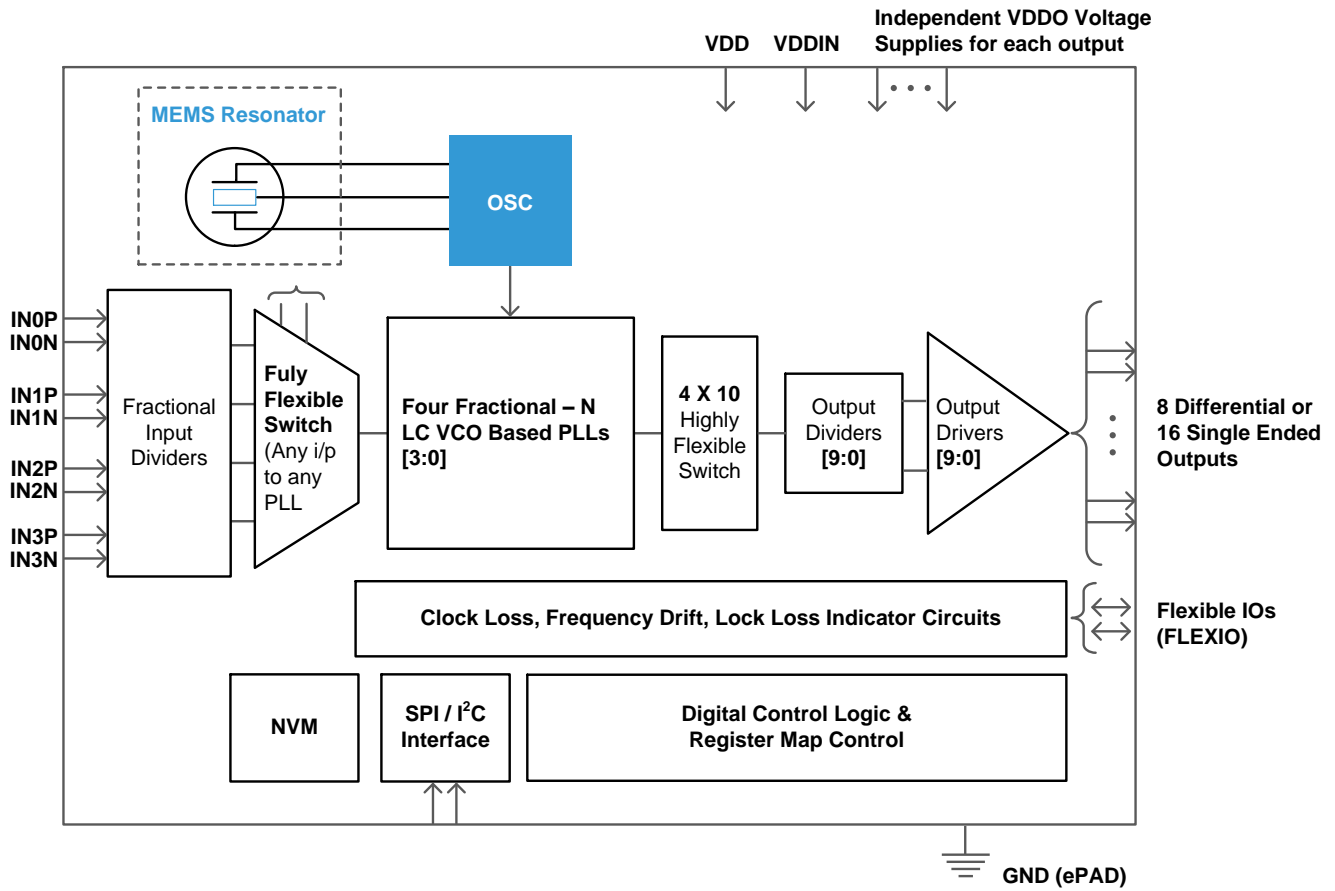 Independent VDDO Voltage
Supplies for each output
VDD
VDDIN
MEMS Resonator
OSC
IN0P
IN0N
IN1P
IN1N
IN2P
IN2N
IN3P
IN3N
Fractional
Input
Dividers
Fuly
Flexible
Switch
(Any i/p
to any
PLL
Four Fractional – N
LC VCO Based PLLs
[3:0]
4 X 10
Highly
Flexible
Switch
Output
Dividers
[9:0]
Output
Drivers
[9:0]
8 Differential or
16 Single Ended
Outputs
Clock Loss, Frequency Drift, Lock Loss Indicator Circuits
Flexible IOs
(FLEXIO)
NVM
SPI / I²C
Interface
Digital Control Logic &
Register Map Control
GND (ePAD)